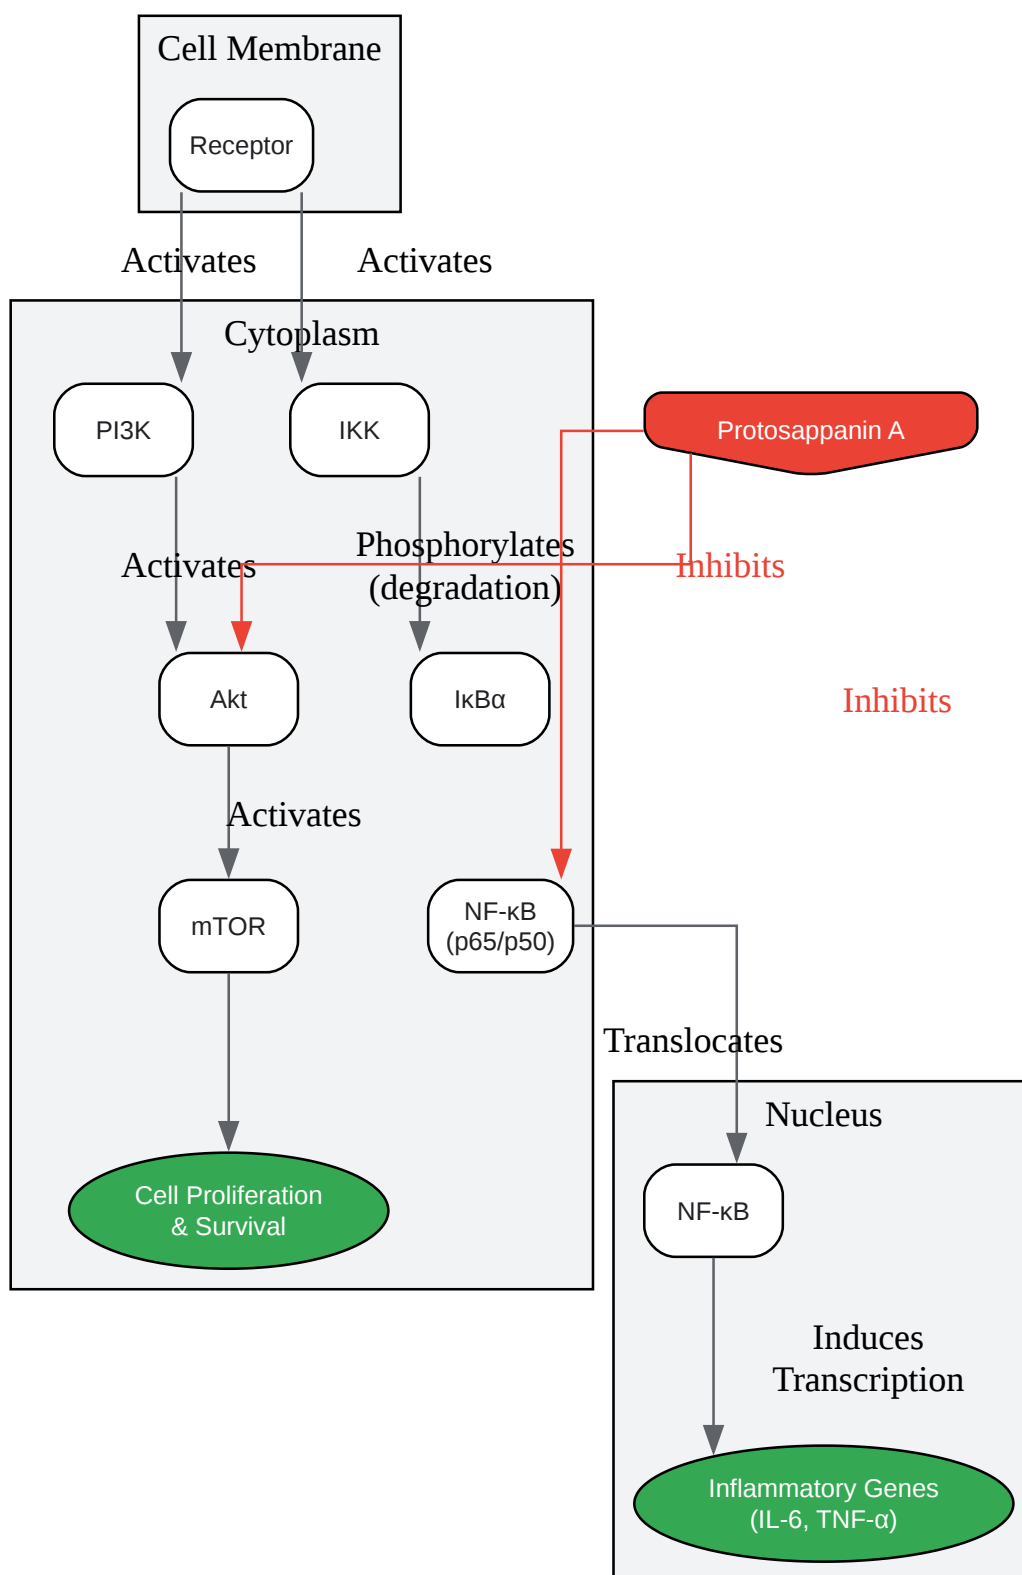 Cell Membrane
Receptor
Activates
Activates
Cytoplasm
PI3K
IKK
Protosappanin A
Activates
Phosphorylates
(degradation)
Inhibits
Akt
IκBα
Inhibits
Activates
mTOR
NF-κB
(p65/p50)
Translocates
Nucleus
Cell Proliferation
& Survival
NF-κB
Induces
Transcription
Inflammatory Genes
(IL-6, TNF-α)